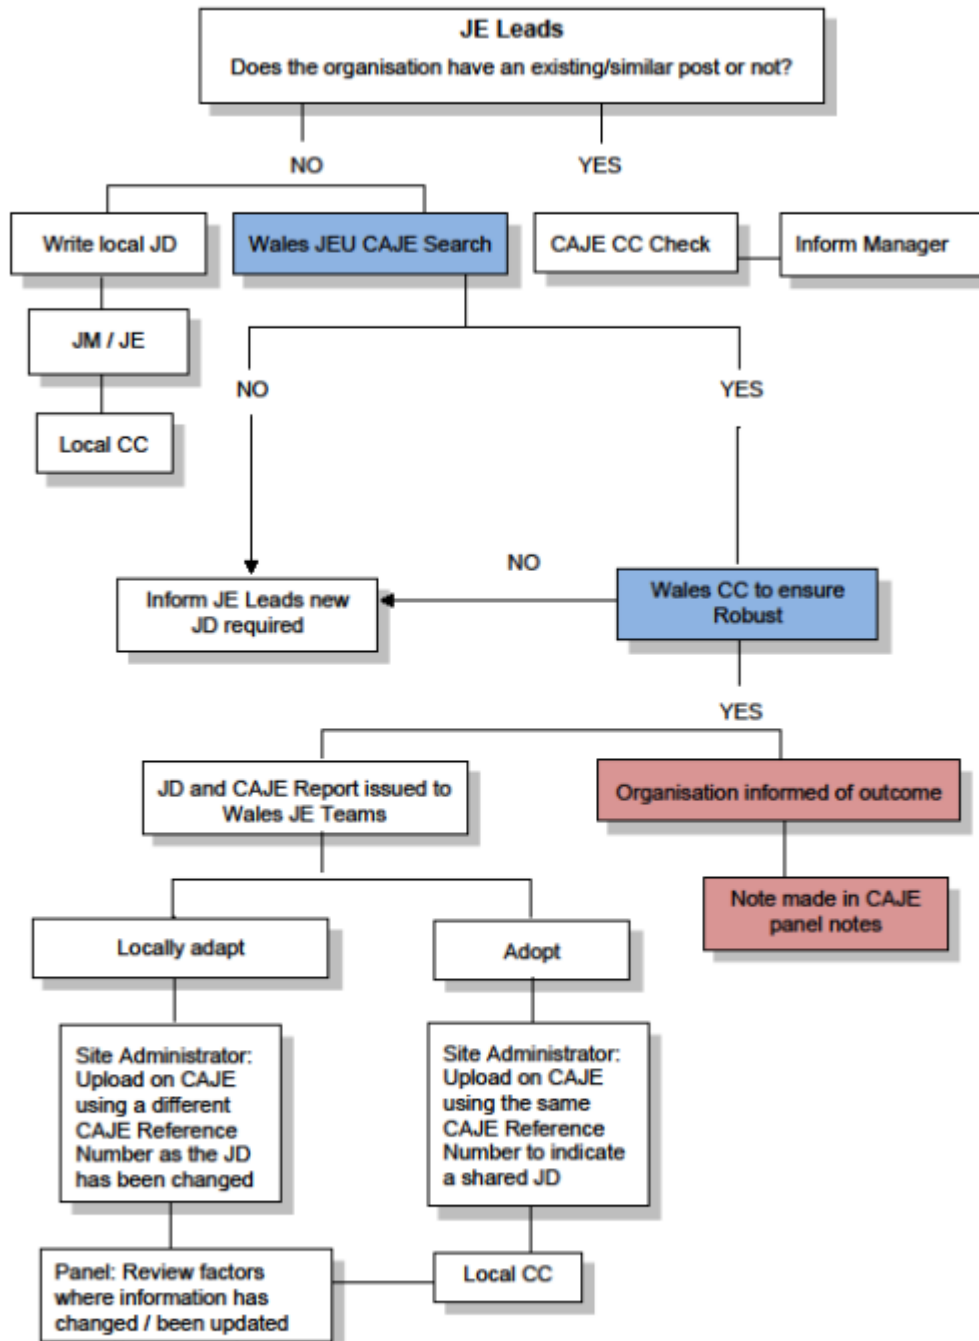 JE Leads
Does the organisation have an existing/similar post or not?
NO
YES
Write local JD
Wales JEU CAJE Search
CAJE CC Check
Inform Manager
JM / JE
Local CC
NO
YES
NO
Inform JE Leads new
JD required
Wales CC to ensure
Robust
YES
JD and CAJE Report issued to
Wales JE Teams
Organisation informed of outcome
Note made in CAJE
panel notes
Locally adapt
Adopt
Site Administrator:
Upload on CAJE
using a different
CAJE Reference
Number as the JD
has been changed
Site Administrator:
Upload on CAJE
using the same
CAJE Reference
Number to indicate
a shared JD
Panel: Review factors
where information has
changed / been updated
Local CC